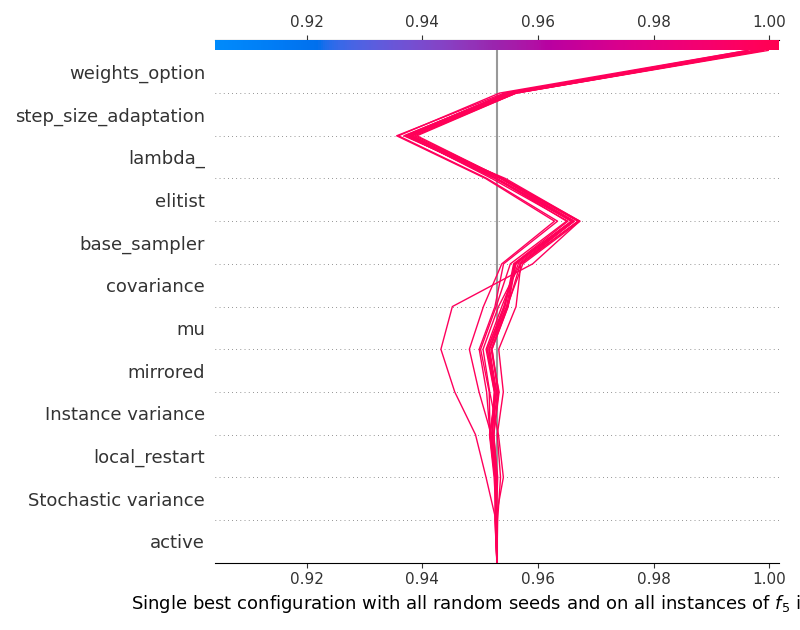 0.92 0.94 0.96 0.98 1.00
weights_option
step_size_adaptation
lambda_
elitist
base_sampler
covariance
mu
mirrored
Instance variance
local_restart
Stochastic variance
active
0.92 0.94 0.96 0.98 1.00
Single best configuration with all random seeds and on all instances of f₅ i